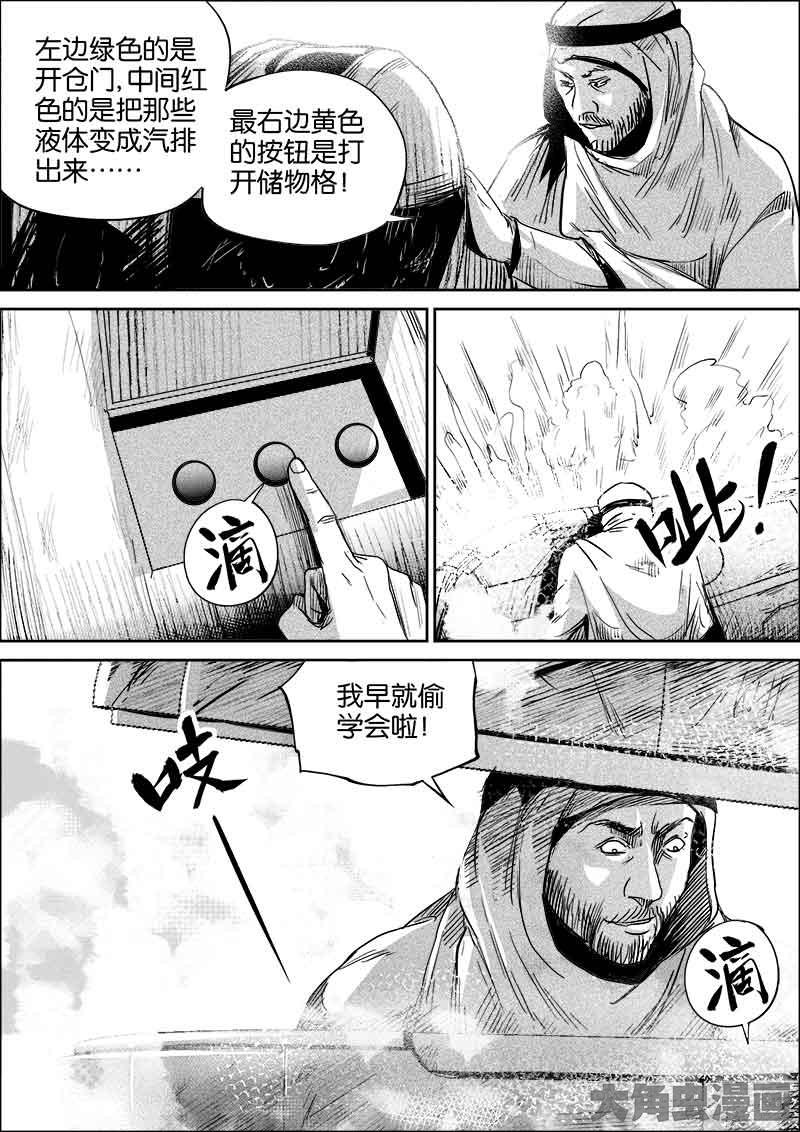 左边绿色的是
开仓门,中间红
色的是把那些
液体变成汽排
出来……
最右边黄色
的按钮是打
开储物格!
滴
呲!
我早就偷
学会啦!
吱—
滴
大角虫漫画